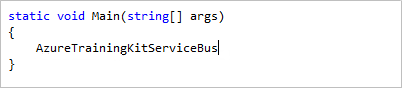 static void Main(string[] args)
{
    AzureTrainingKitServiceBus
}